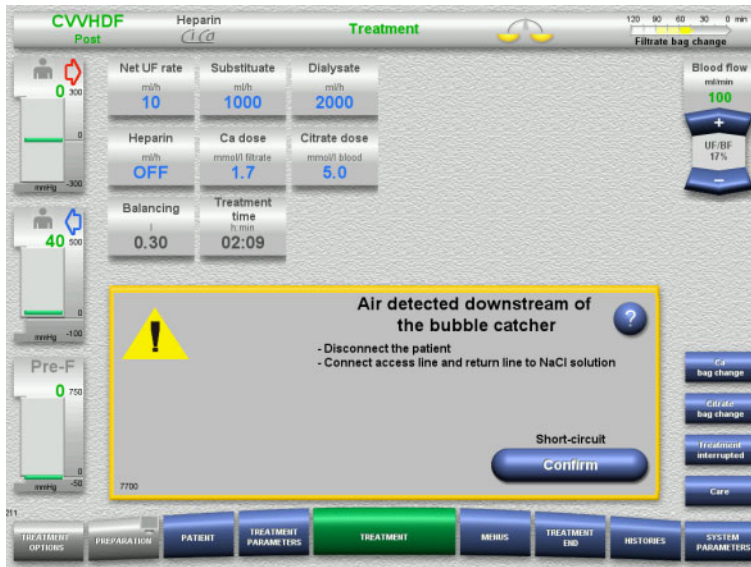 CVVHDF
Post
Heparin
CiCa
Treatment
120 90 60 30 0 min
Filtrate bag change
0
300
0
-300
mmHg
40
500
0
-100
mmHg
Pre-F
0
750
0
-50
mmHg
Net UF rate
ml/h
10
Substituate
ml/h
1000
Dialysate
ml/h
2000
Heparin
ml/h
OFF
Ca dose
mmol/l filtrate
1.7
Citrate dose
mmol/l blood
5.0
Balancing
l
0.30
Treatment
time
h:min
02:09
Blood flow
ml/min
100
+
UF/BF
17%
–
!
Air detected downstream of
the bubble catcher
?
- Disconnect the patient
- Connect access line and return line to NaCl solution
Short-circuit
Confirm
7700
Ca
bag change
Citrate
bag change
Treatment
interrupted
Care
211
TREATMENT
OPTIONS
PREPARATION
PATIENT
TREATMENT
PARAMETERS
TREATMENT
MENUS
TREATMENT
END
HISTORIES
SYSTEM
PARAMETERS